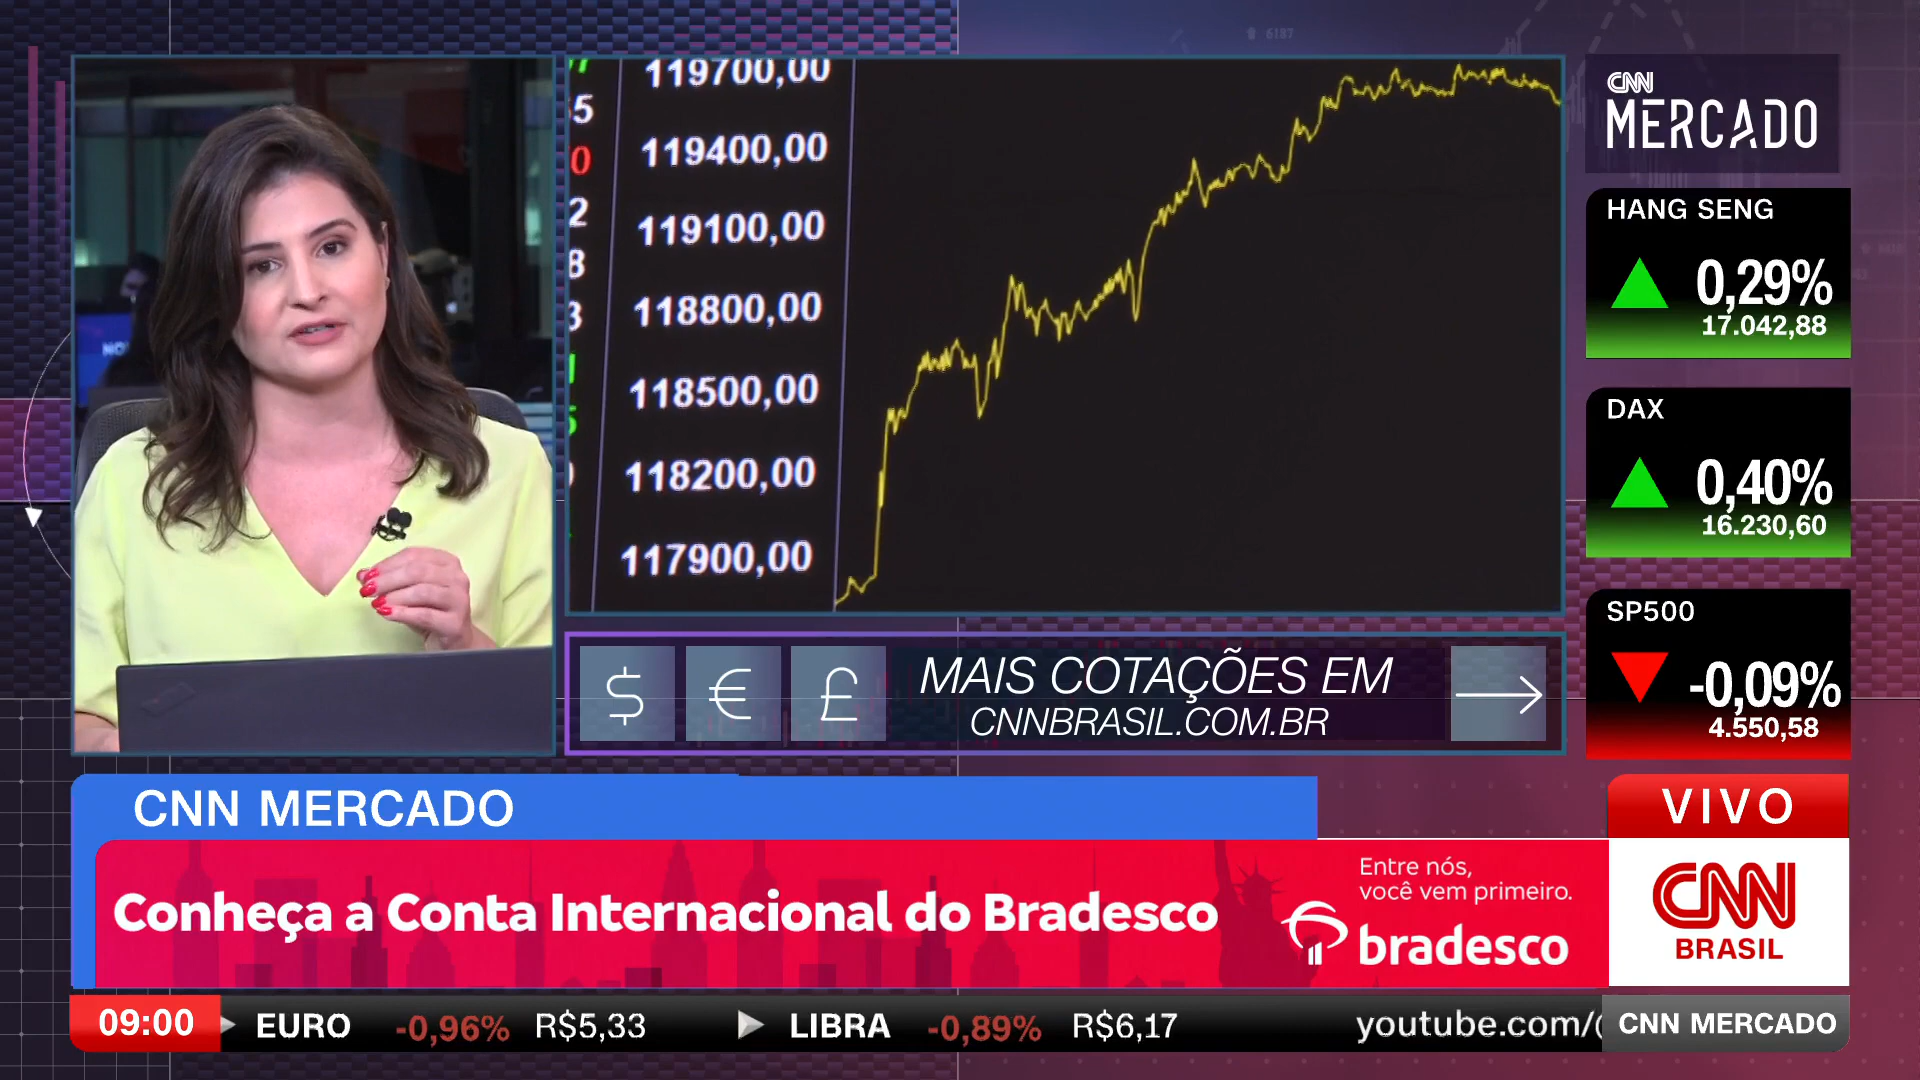 6187
119700,00
119400,00
119100,00
118800,00
118500,00
118200,00
117900,00
CNN
MERCADO
HANG SENG
0,29%
17.042,88
DAX
0,40%
16.230,60
SP500
-0,09%
4.550,58
$ € £
MAIS COTAÇÕES EM
CNNBRASIL.COM.BR
CNN MERCADO
Conheça a Conta Internacional do Bradesco
Entre nós,
você vem primeiro.
bradesco
VIVO
CNN
BRASIL
09:00
EURO -0,96% R$5,33
LIBRA -0,89% R$6,17
youtube.com/
CNN MERCADO